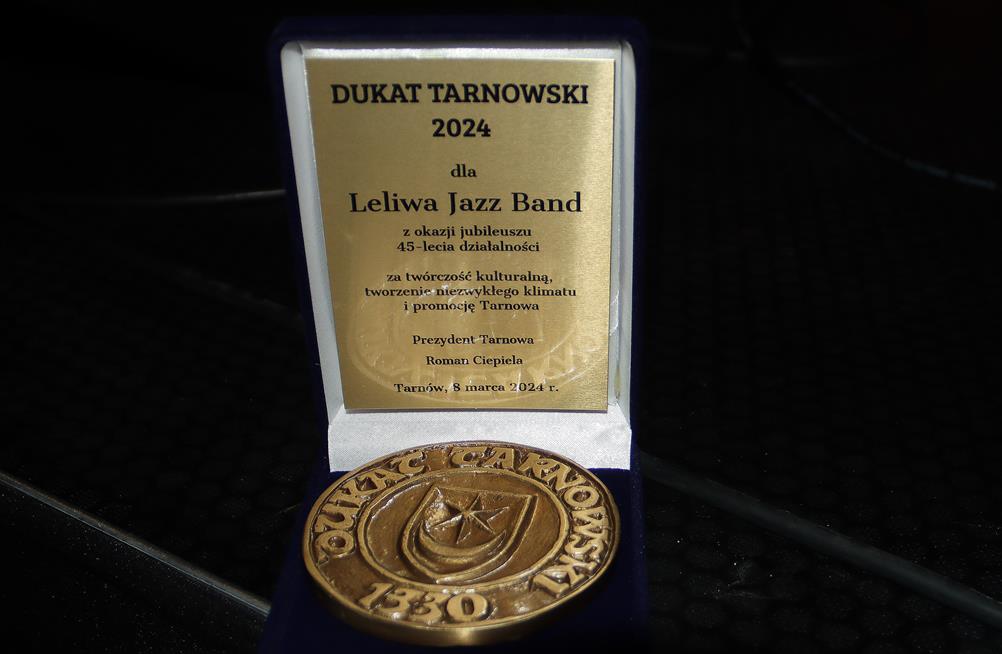 DUKAT TARNOWSKI
2024
dla
Leliwa Jazz Band
z okazji jubileuszu
45-lecia działalności
za twórczość kulturalną,
tworzenie niezwykłego klimatu
i promocję Tarnowa
Prezydent Tarnowa
Roman Ciepiela
Tarnów, 8 marca 2024 r.
DUKAT TARNOWSKI
1330